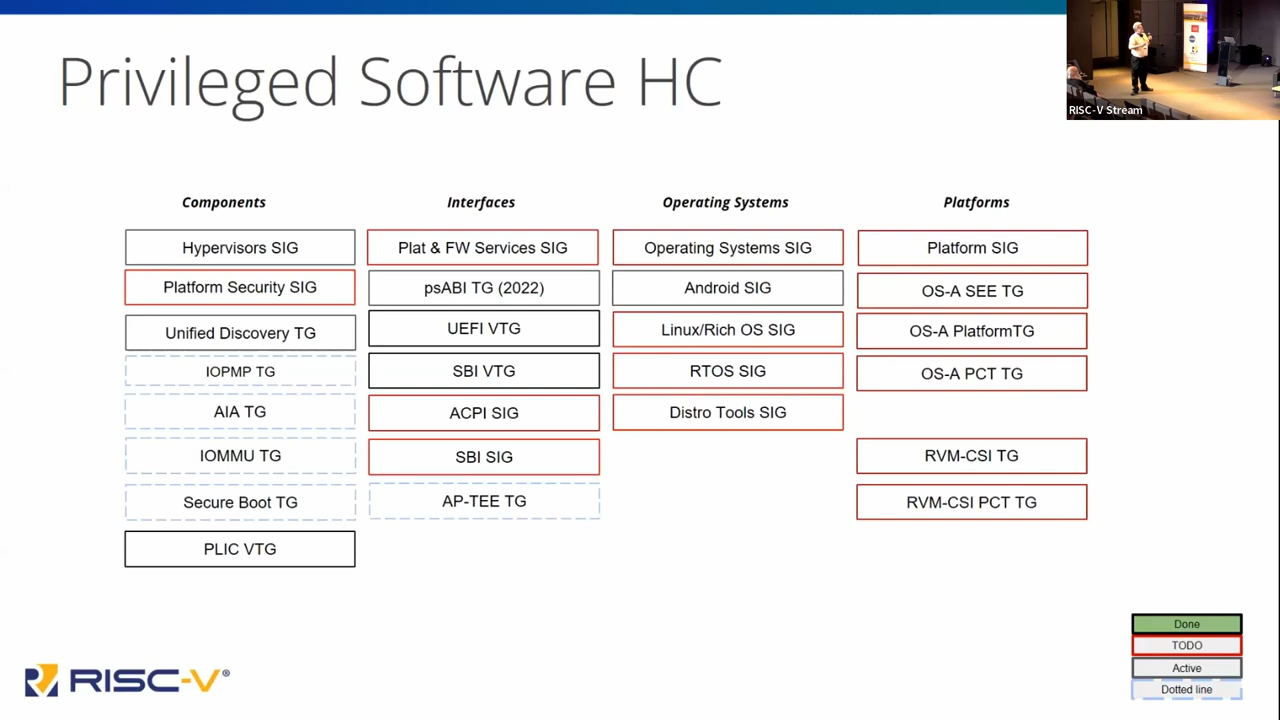 Privileged Software HC
RISC-V Stream
Components
Hypervisors SIG
Platform Security SIG
Unified Discovery TG
IOPMP TG
AIA TG
IOMMU TG
Secure Boot TG
PLIC VTG
Interfaces
Plat & FW Services SIG
psABI TG (2022)
UEFI VTG
SBI VTG
ACPI SIG
SBI SIG
AP-TEE TG
Operating Systems
Operating Systems SIG
Android SIG
Linux/Rich OS SIG
RTOS SIG
Distro Tools SIG
Platforms
Platform SIG
OS-A SEE TG
OS-A PlatformTG
OS-A PCT TG
RVM-CSI TG
RVM-CSI PCT TG
Done
TODO
Active
Dotted line
RISC-V®